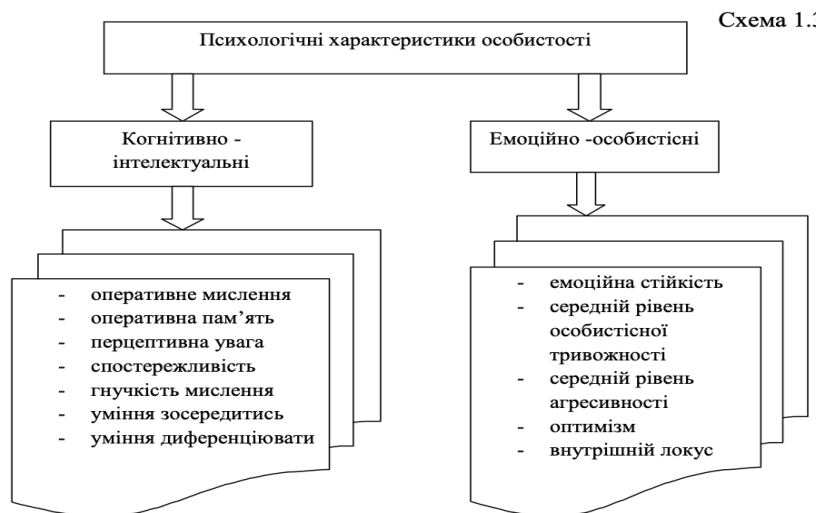 Схема 1.3
Психологічні характеристики особистості
Когнітивно -
інтелектуальні
Емоційно -особистісні
- оперативне мислення
- оперативна пам’ять
- перцептивна увага
- спостережливість
- гнучкість мислення
- уміння зосередитись
- уміння диференціювати
- емоційна стійкість
- середній рівень
особистісної
тривожності
- середній рівень
агресивності
- оптимізм
- внутрішній локус